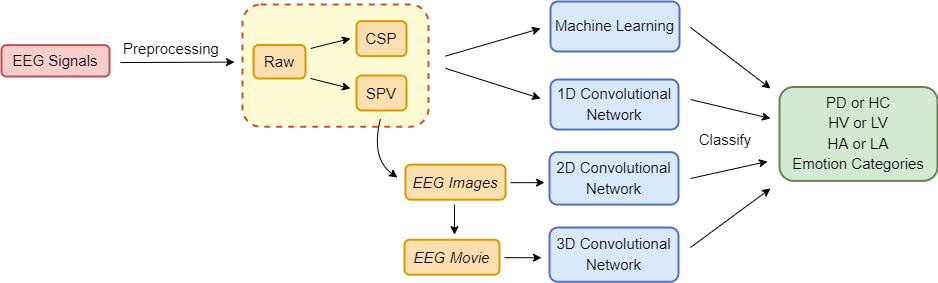 EEG Signals
Preprocessing
Raw
CSP
SPV
EEG Images
EEG Movie
Machine Learning
1D Convolutional
Network
2D Convolutional
Network
3D Convolutional
Network
Classify
PD or HC
HV or LV
HA or LA
Emotion Categories